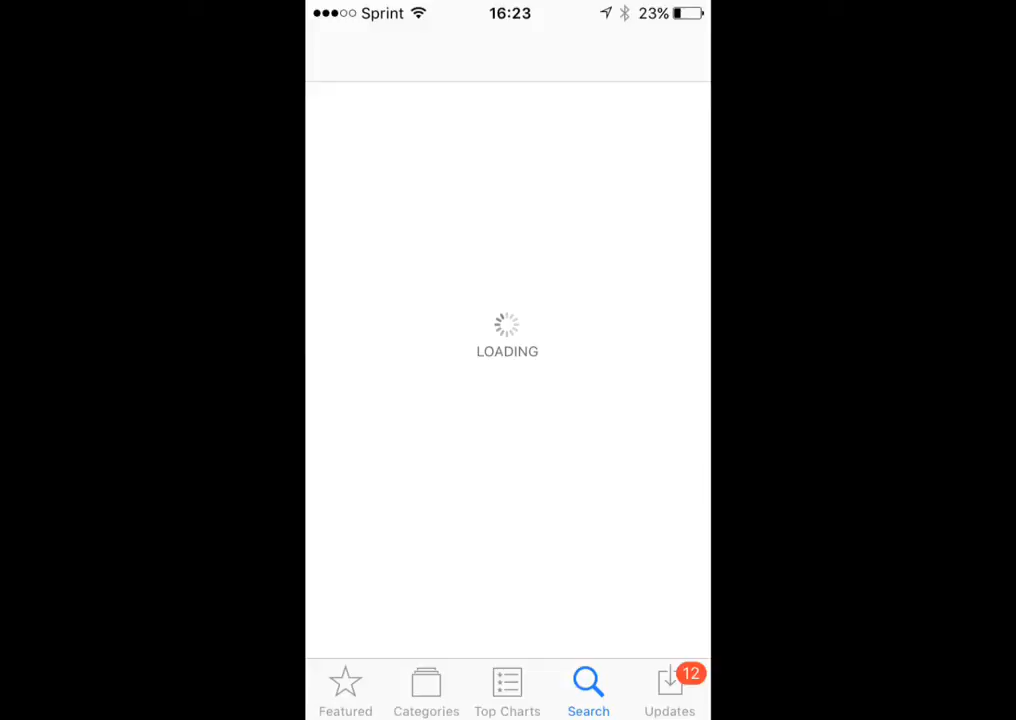 Sprint 16:23 23%
LOADING
12
Featured Categories Top Charts Search Updates